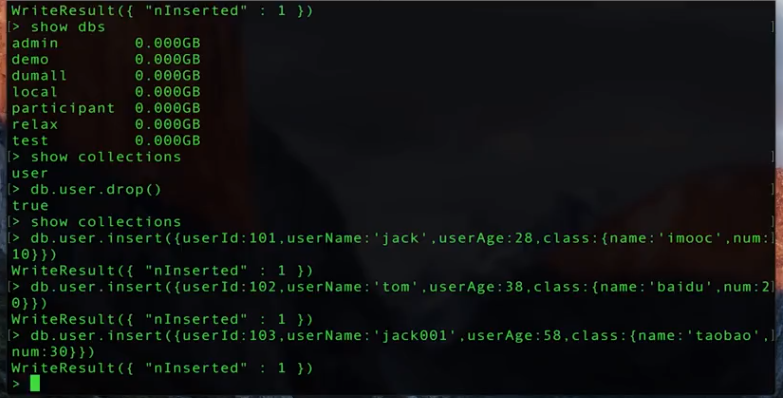 WriteResult({ "nInserted" : 1 })
> show dbs
admin 0.000GB
demo 0.000GB
dumall 0.000GB
local 0.000GB
participant 0.000GB
relax 0.000GB
test 0.000GB
> show collections
user
> db.user.drop()
true
> show collections
> db.user.insert({userId:101,userName:'jack',userAge:28,class:{name:'imooc',num:
10}})
WriteResult({ "nInserted" : 1 })
> db.user.insert({userId:102,userName:'tom',userAge:38,class:{name:'baidu',num:2
0}})
WriteResult({ "nInserted" : 1 })
> db.user.insert({userId:103,userName:'jack001',userAge:58,class:{name:'taobao',
num:30}})
WriteResult({ "nInserted" : 1 })
>